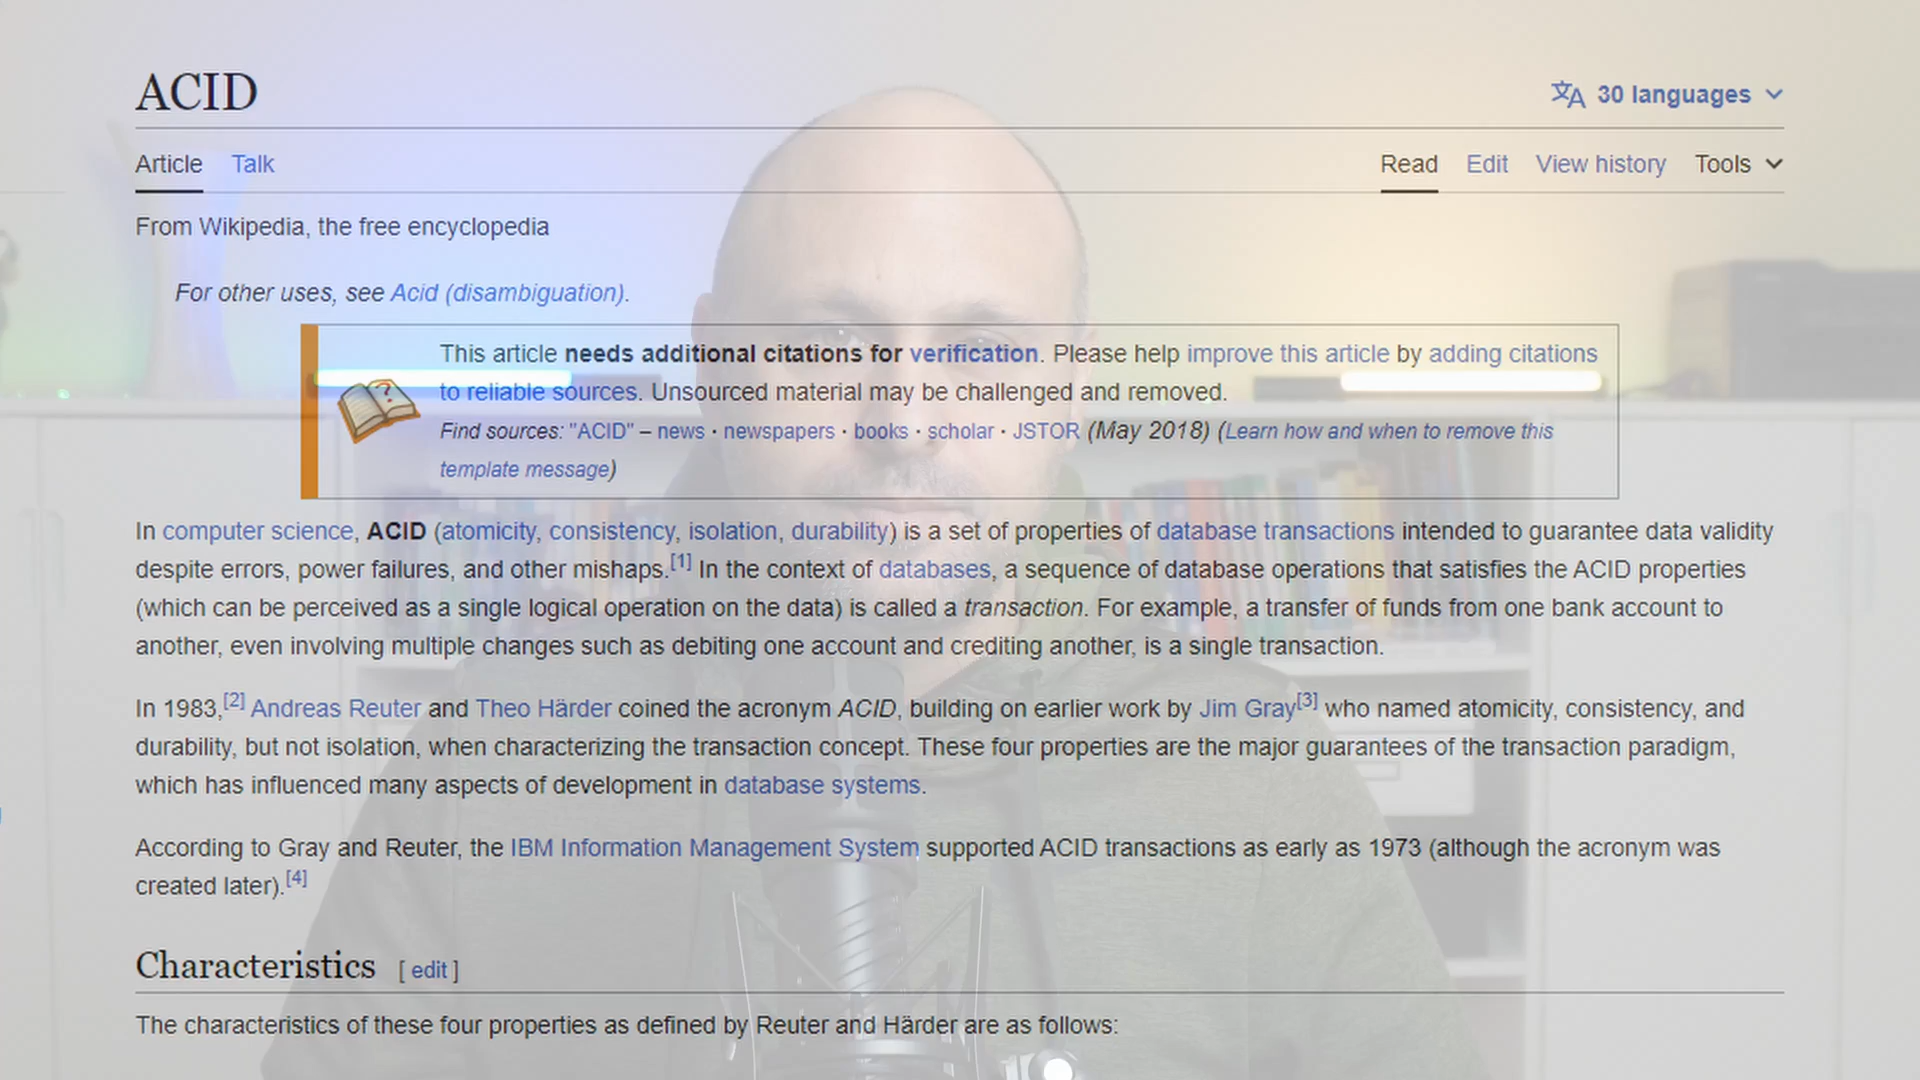 ACID
30 languages
Article Talk
Read Edit View history Tools
From Wikipedia, the free encyclopedia
For other uses, see Acid (disambiguation).
This article needs additional citations for verification. Please help improve this article by adding citations
to reliable sources. Unsourced material may be challenged and removed.
Find sources: "ACID" – news · newspapers · books · scholar · JSTOR (May 2018) (Learn how and when to remove this
template message)
In computer science, ACID (atomicity, consistency, isolation, durability) is a set of properties of database transactions intended to guarantee data validity
despite errors, power failures, and other mishaps.[1] In the context of databases, a sequence of database operations that satisfies the ACID properties
(which can be perceived as a single logical operation on the data) is called a transaction. For example, a transfer of funds from one bank account to
another, even involving multiple changes such as debiting one account and crediting another, is a single transaction.
In 1983,[2] Andreas Reuter and Theo Härder coined the acronym ACID, building on earlier work by Jim Gray[3] who named atomicity, consistency, and
durability, but not isolation, when characterizing the transaction concept. These four properties are the major guarantees of the transaction paradigm,
which has influenced many aspects of development in database systems.
According to Gray and Reuter, the IBM Information Management System supported ACID transactions as early as 1973 (although the acronym was
created later).[4]
Characteristics [ edit ]
The characteristics of these four properties as defined by Reuter and Härder are as follows: